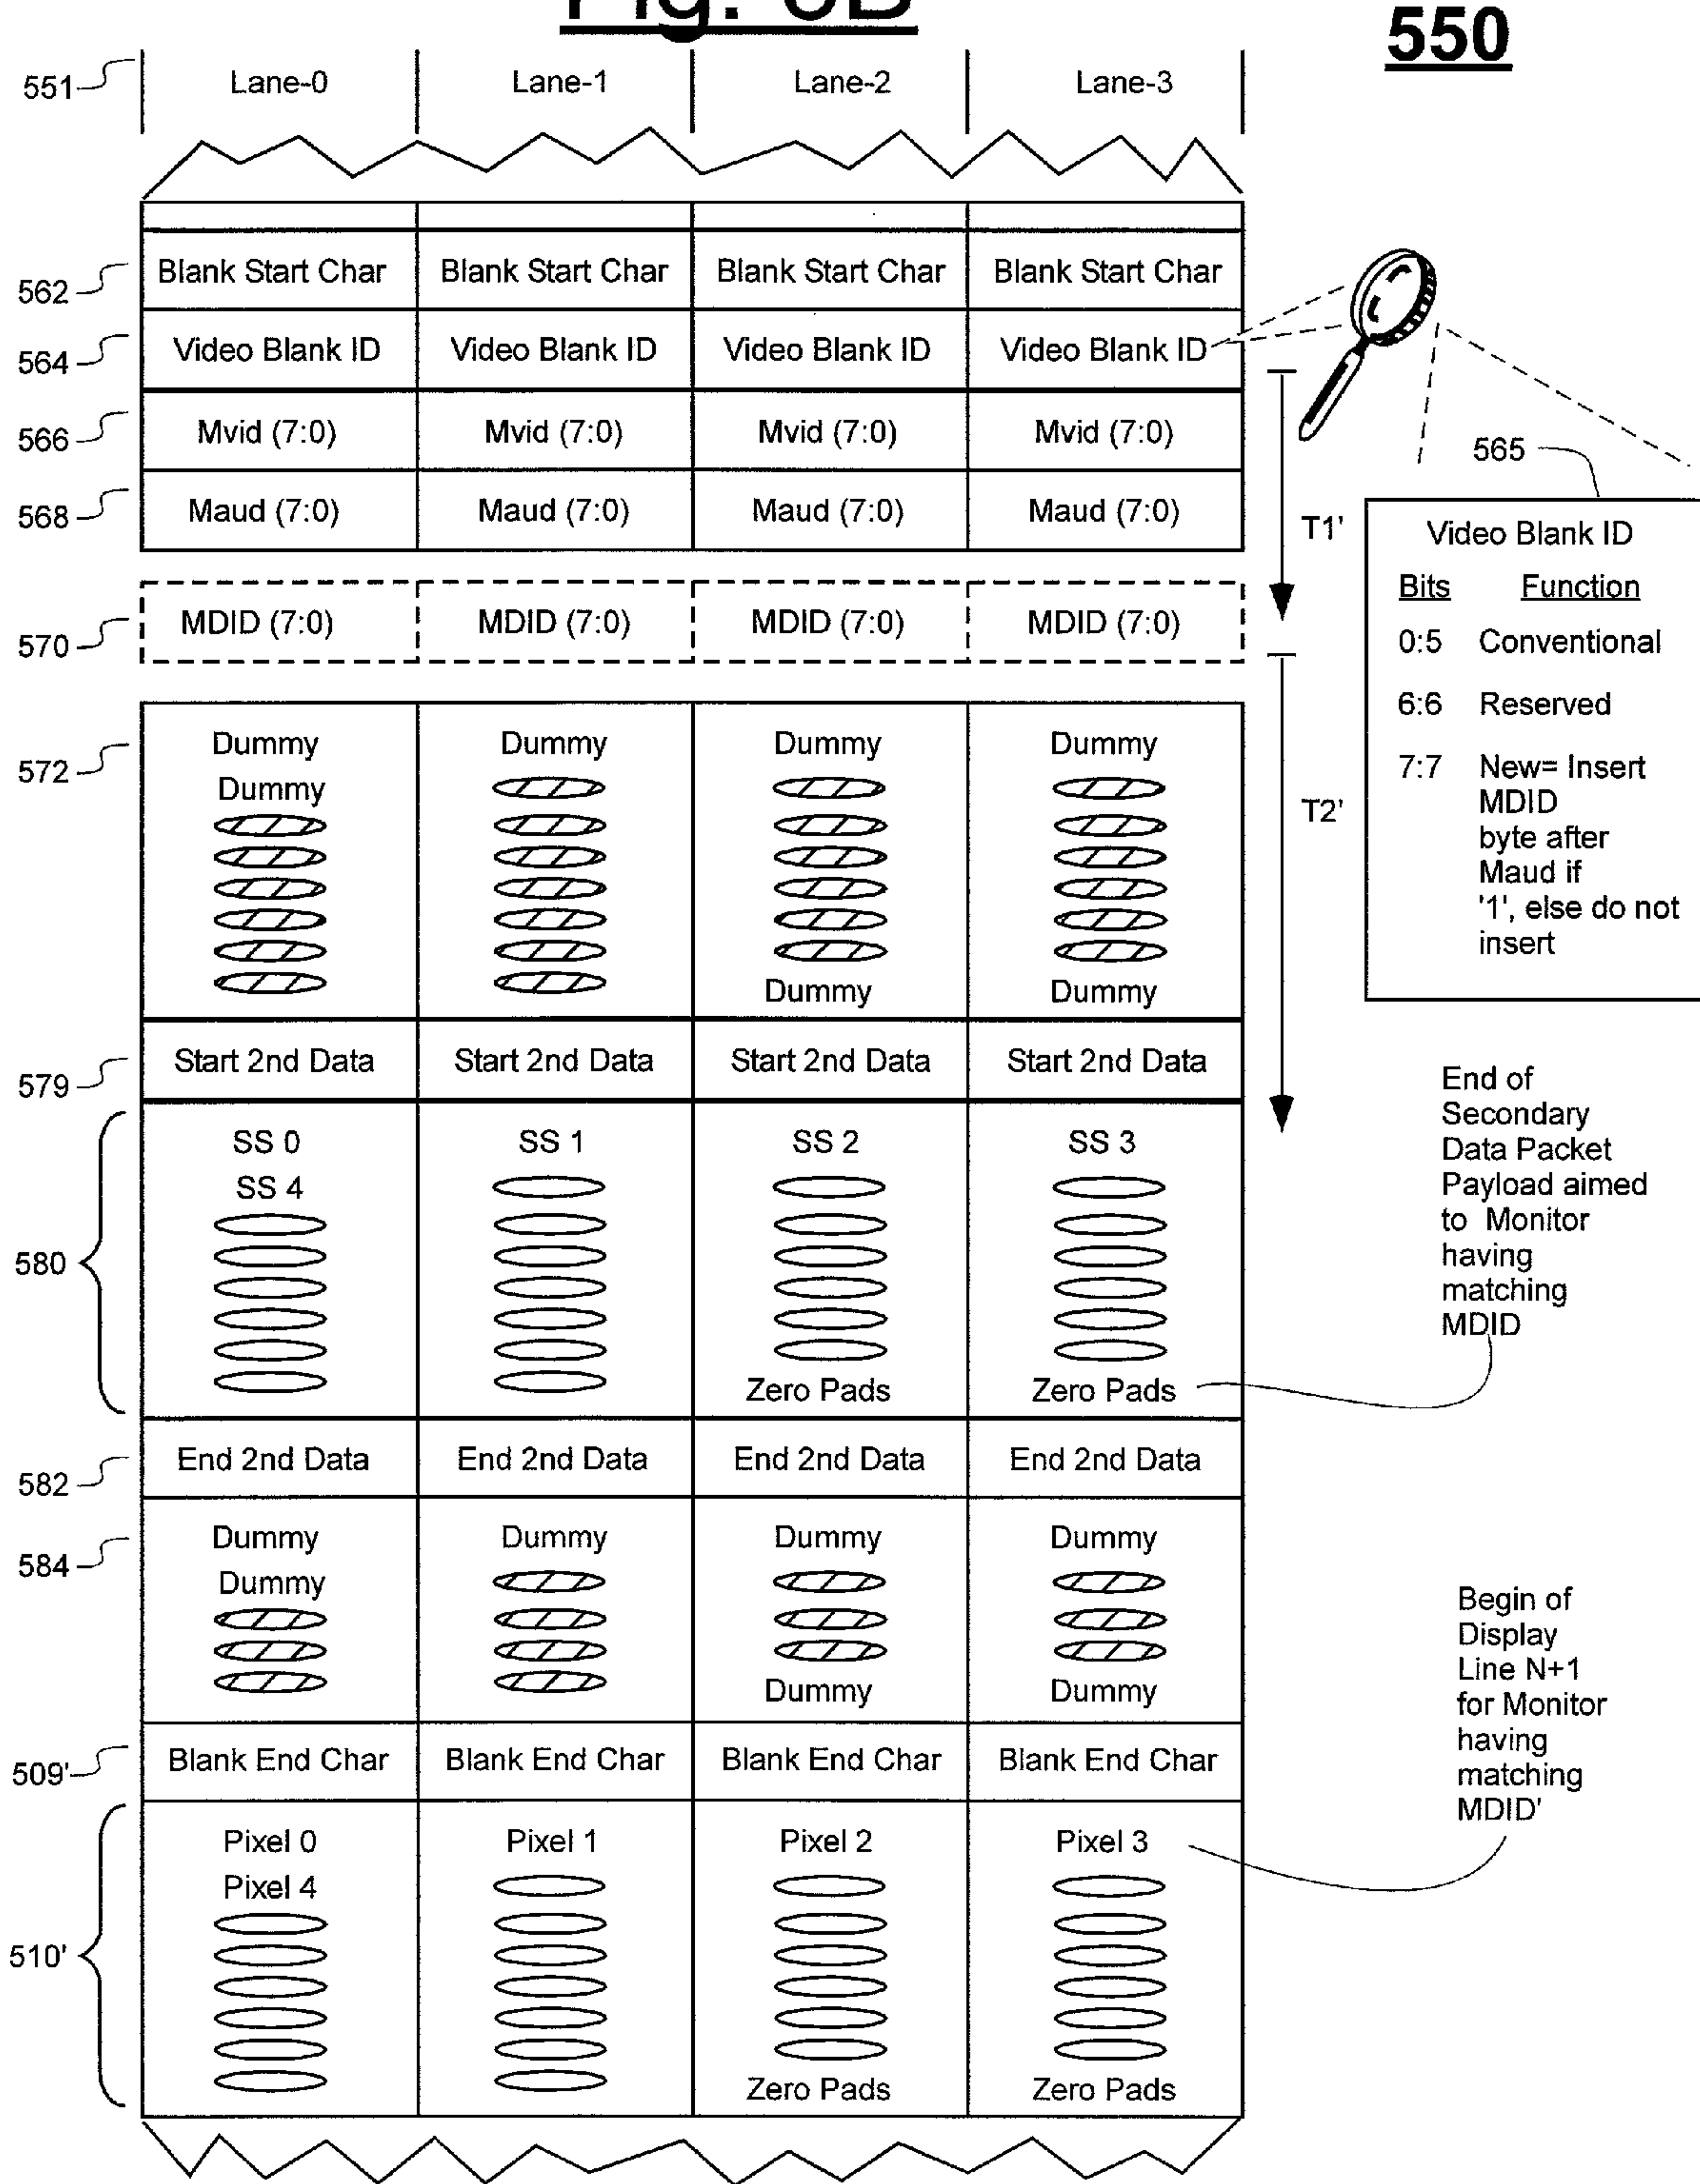 Fig.
550
551
Lane-0 Lane-1 Lane-2 Lane-3
562
Blank Start Char Blank Start Char Blank Start Char Blank Start Char
564
Video Blank ID Video Blank ID Video Blank ID Video Blank ID
566
Mvid (7:0) Mvid (7:0) Mvid (7:0) Mvid (7:0)
568
Maud (7:0) Maud (7:0) Maud (7:0) Maud (7:0)
T1'
570
MDID (7:0) MDID (7:0) MDID (7:0) MDID (7:0)
565
Video Blank ID
Bits Function
0:5 Conventional
6:6 Reserved
7:7 New= Insert
MDID
byte after
Maud if
'1', else do not
insert
572
Dummy Dummy Dummy Dummy
Dummy
Dummy Dummy
T2'
579
Start 2nd Data Start 2nd Data Start 2nd Data Start 2nd Data
580
SS 0 SS 1 SS 2 SS 3
SS 4
Zero Pads Zero Pads
End of
Secondary
Data Packet
Payload aimed
to Monitor
having
matching
MDID
582
End 2nd Data End 2nd Data End 2nd Data End 2nd Data
584
Dummy Dummy Dummy Dummy
Dummy
Dummy Dummy
509'
Blank End Char Blank End Char Blank End Char Blank End Char
510'
Pixel 0 Pixel 1 Pixel 2 Pixel 3
Pixel 4
Zero Pads Zero Pads
Begin of
Display
Line N+1
for Monitor
having
matching
MDID'